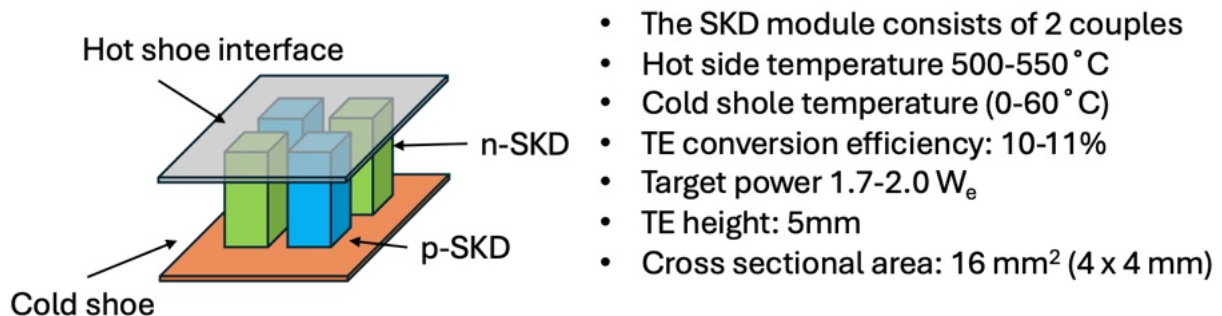 Hot shoe interface
n-SKD
p-SKD
Cold shoe
• The SKD module consists of 2 couples
• Hot side temperature 500-550˚C
• Cold shole temperature (0-60˚C)
• TE conversion efficiency: 10-11%
• Target power 1.7-2.0 Wₑ
• TE height: 5mm
• Cross sectional area: 16 mm² (4 x 4 mm)